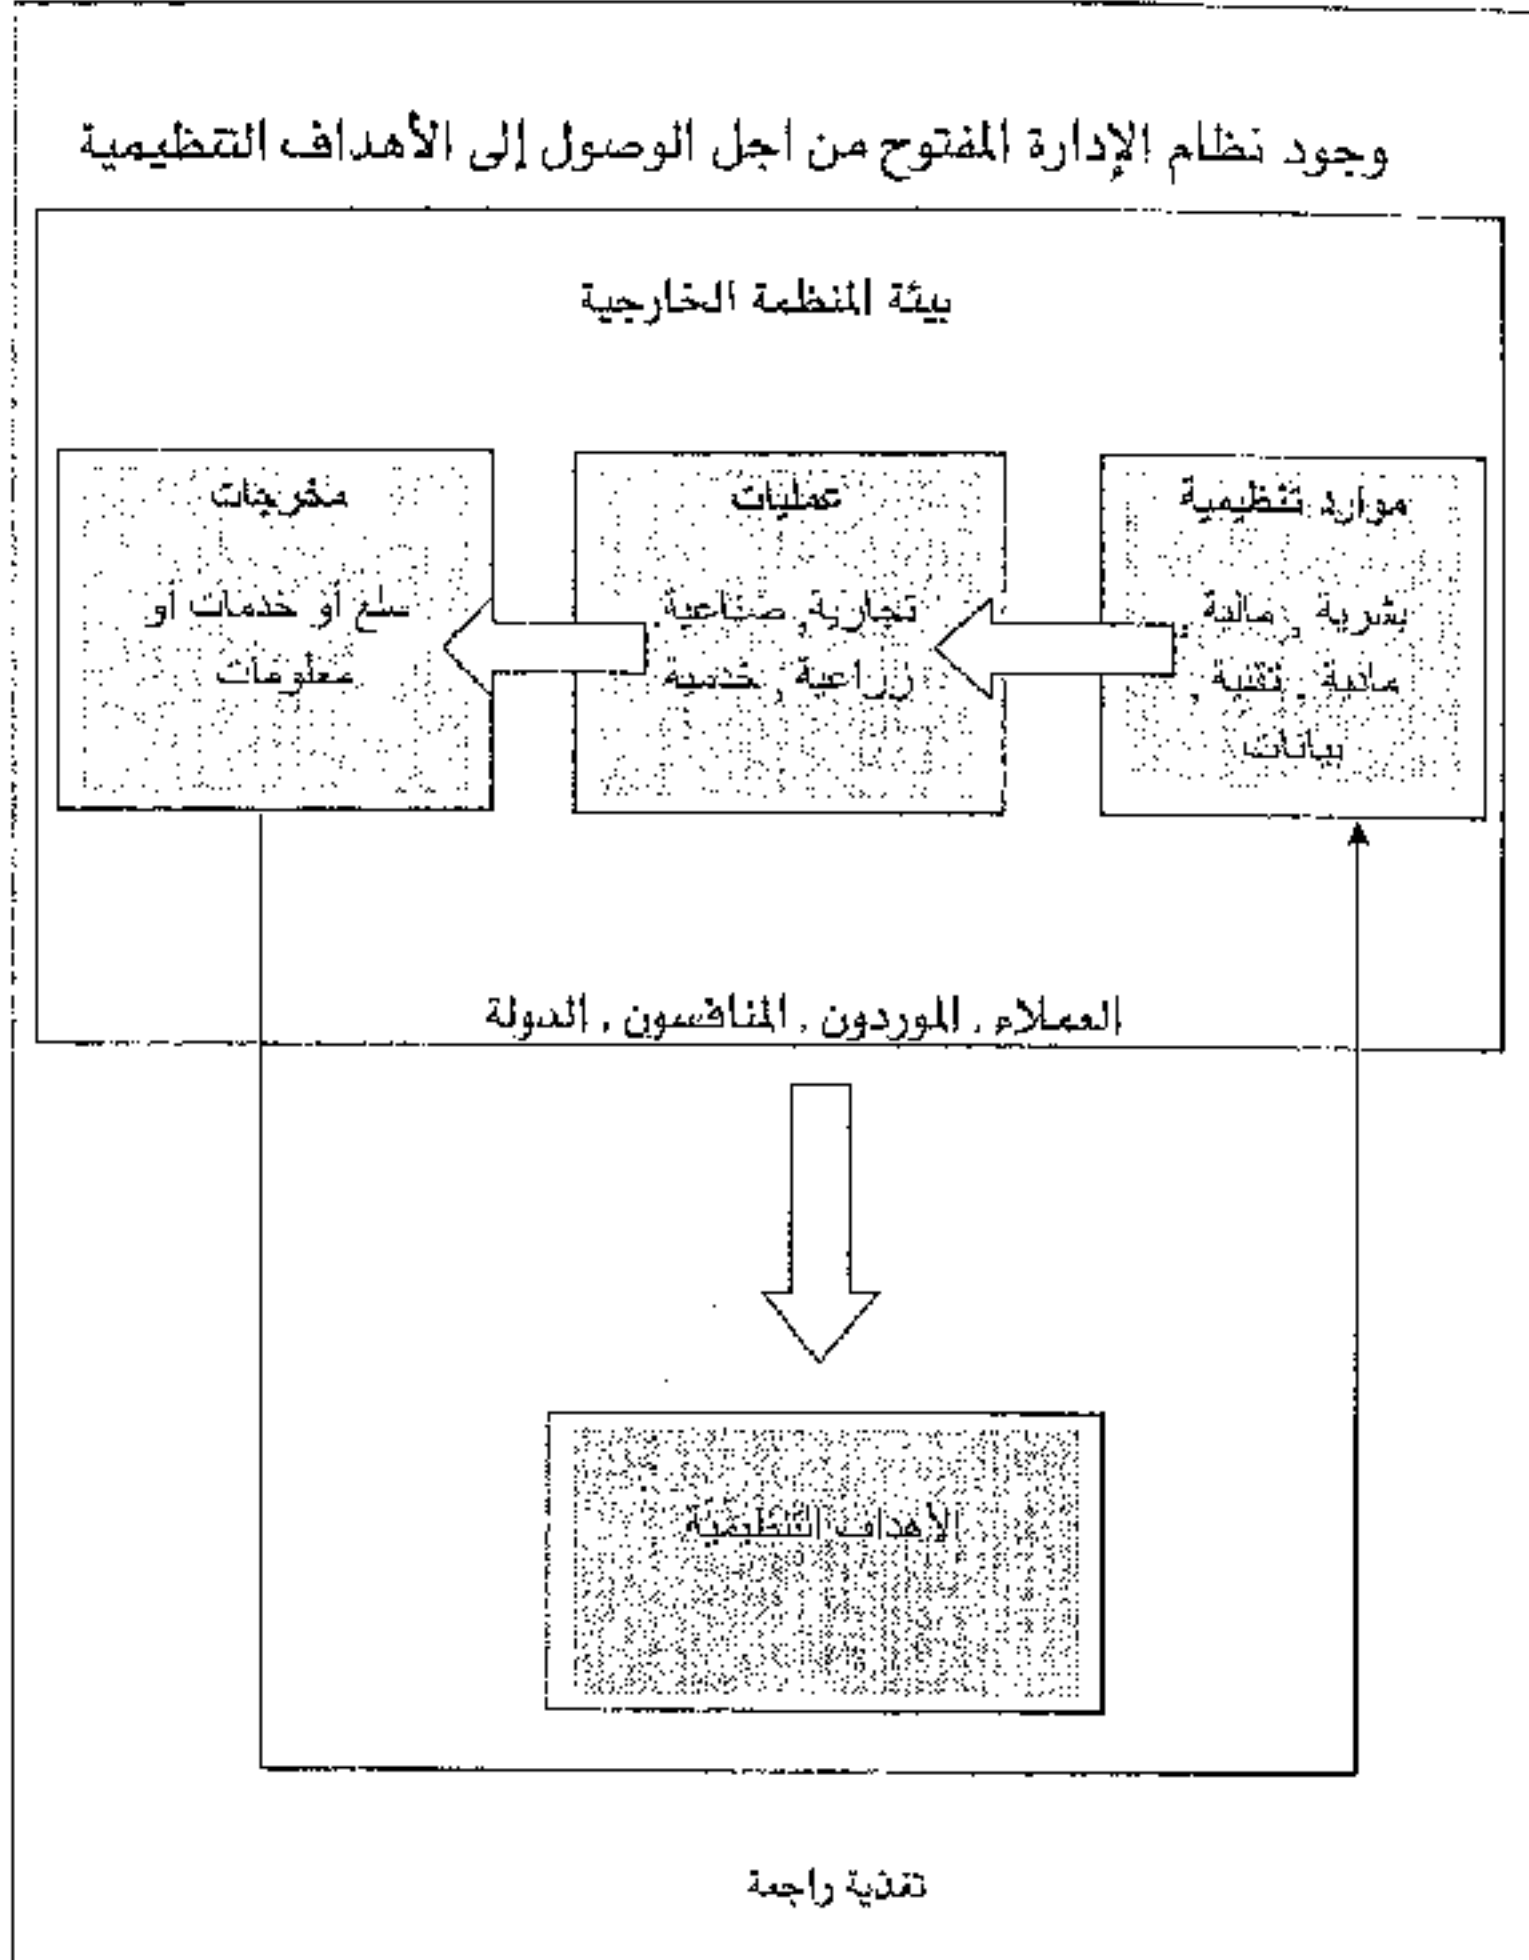 وجود نظام الإدارة المفتوح من اجل الوصول إلى الأهداف التنظيمية
بيئة المنظمة الخارجية
موارد تنظيمية
بشرية , مالية ,
مادية , تقنية ,
بيانات
عمليات
تجارية, صناعية,
زراعية, خدمية
مخرجات
سلع أو خدمات أو
معلومات
العملاء , الموردون , المنافسون , الدولة
الأهداف التنظيمية
تغذية راجعة